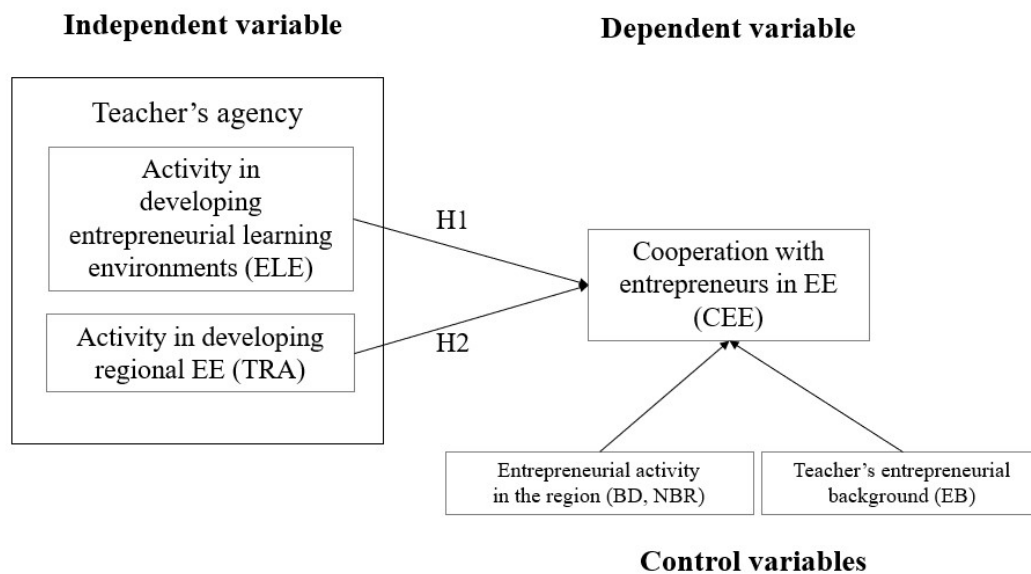 Independent variable
Dependent variable
Teacher’s agency
Activity in
developing
entrepreneurial learning
environments (ELE)
H1
Cooperation with
entrepreneurs in EE
(CEE)
Activity in developing
regional EE (TRA)
H2
Entrepreneurial activity
in the region (BD, NBR)
Teacher’s entrepreneurial
background (EB)
Control variables